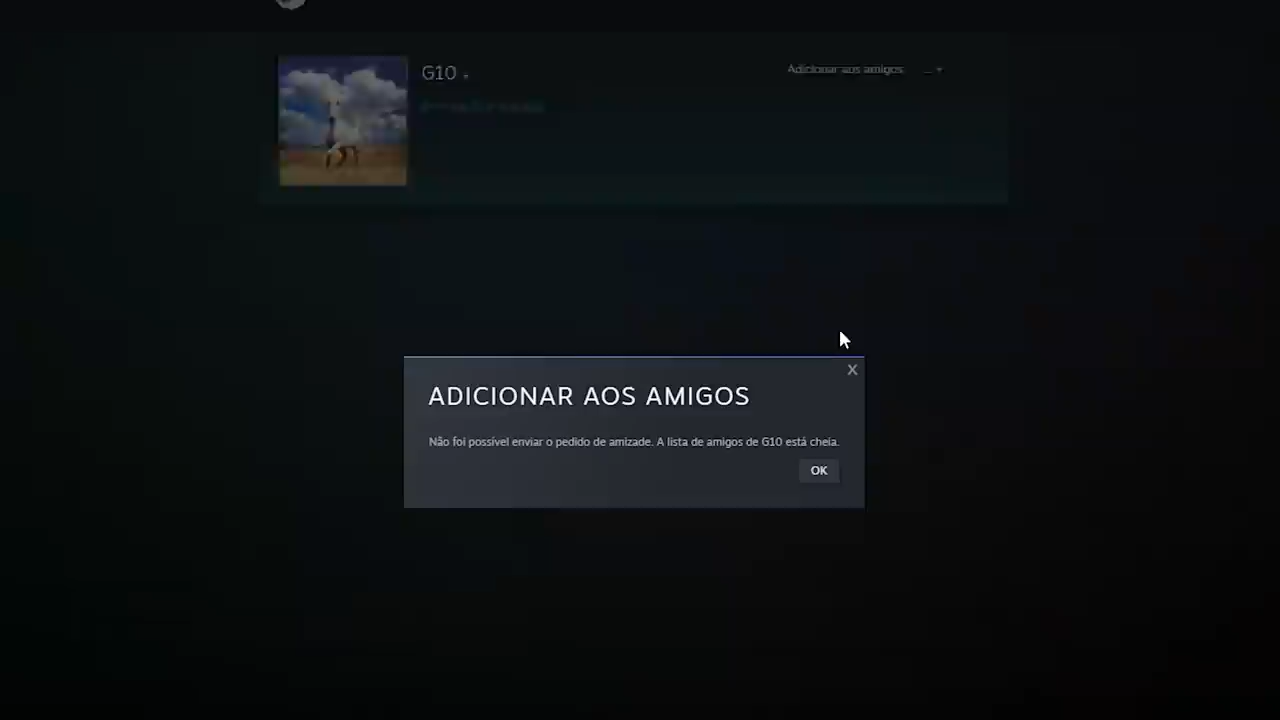 G10
Adicionar aos amigos
ADICIONAR AOS AMIGOS
X
Não foi possível enviar o pedido de amizade. A lista de amigos de G10 está cheia.
OK